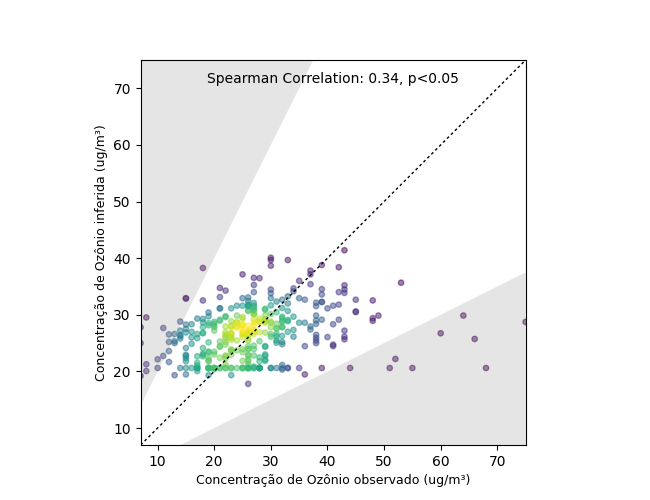 Spearman Correlation: 0.34, p<0.05
Concentração de Ozônio inferida (ug/m³)
70
60
50
40
30
20
10
10 20 30 40 50 60 70
Concentração de Ozônio observado (ug/m³)